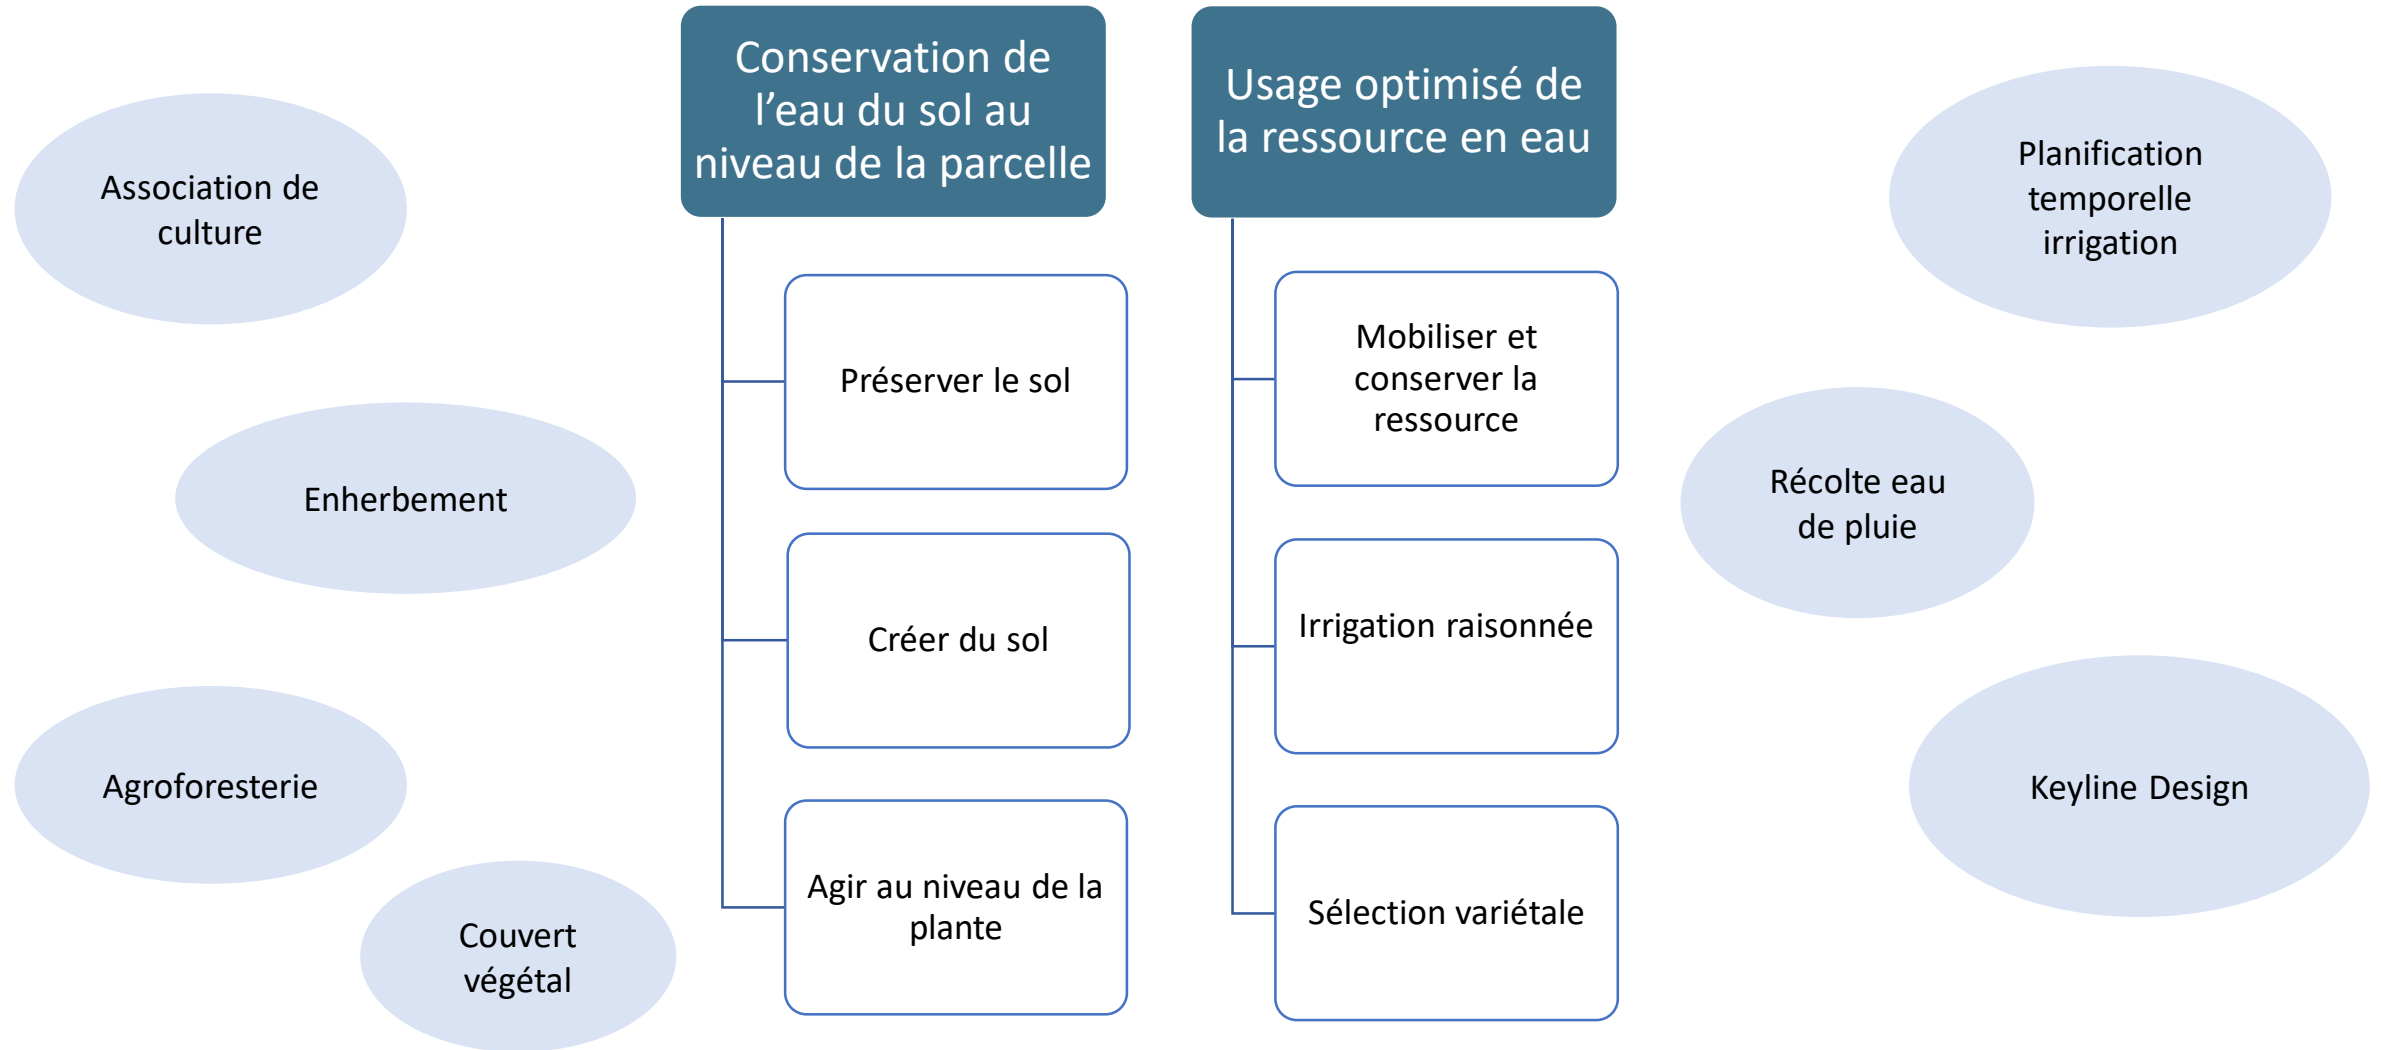 Conservation de
l’eau du sol au
niveau de la parcelle
Usage optimisé de
la ressource en eau
Association de
culture
Enherbement
Agroforesterie
Couvert
végétal
Préserver le sol
Créer du sol
Agir au niveau de la
plante
Mobiliser et
conserver la
ressource
Irrigation raisonnée
Sélection variétale
Planification
temporelle
irrigation
Récolte eau
de pluie
Keyline Design